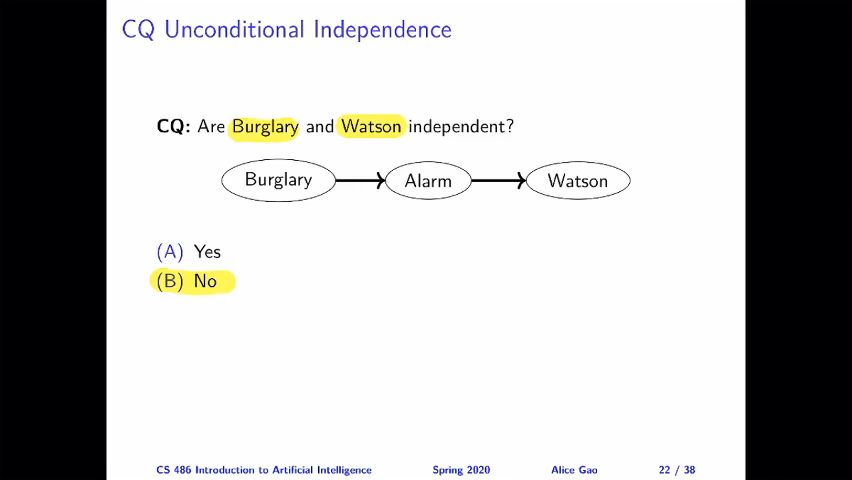 CQ Unconditional Independence
CQ: Are Burglary and Watson independent?
Burglary Alarm Watson
(A) Yes
(B) No
CS 486 Introduction to Artificial Intelligence Spring 2020 Alice Gao 22 / 38